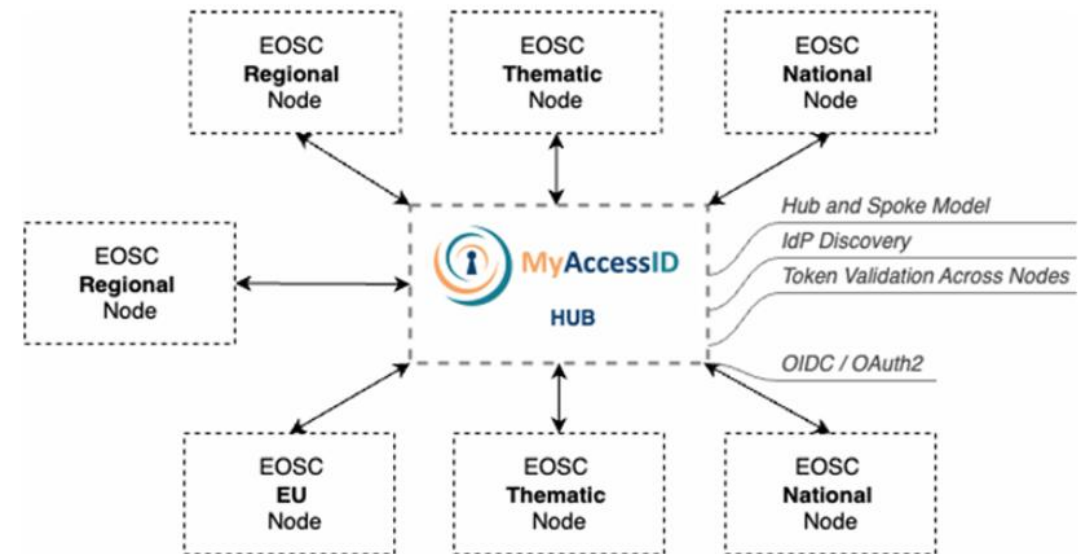 EOSC
Regional
Node
EOSC
Thematic
Node
EOSC
National
Node
EOSC
Regional
Node
MyAccessID
HUB
Hub and Spoke Model
IdP Discovery
Token Validation Across Nodes
OIDC / OAuth2
EOSC
EU
Node
EOSC
Thematic
Node
EOSC
National
Node